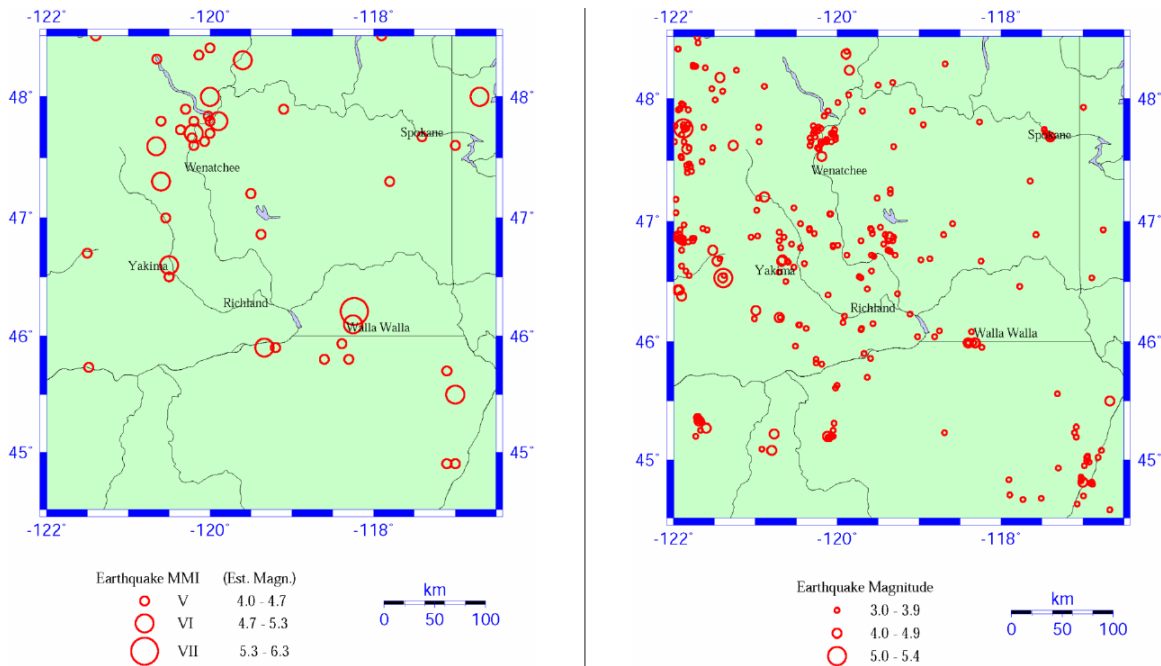 -122 -120 -118
48˚ 48˚
Spokane
Wenatchee
47˚ 47˚
Yakima
Richland
46˚ Walla Walla 46˚
45˚ 45˚
-122 -120 -118
Earthquake MMI (Est. Magn.)
V 4.0 - 4.7
VI 4.7 - 5.3
VII 5.3 - 6.3
km
0 50 100
-122 -120 -118
48˚ 48˚
Spokane
Wenatchee
47˚ 47˚
Yakima
Richland
46˚ Walla Walla 46˚
45˚ 45˚
-122 -120 -118
Earthquake Magnitude
3.0 - 3.9
4.0 - 4.9
5.0 - 5.4
km
0 50 100